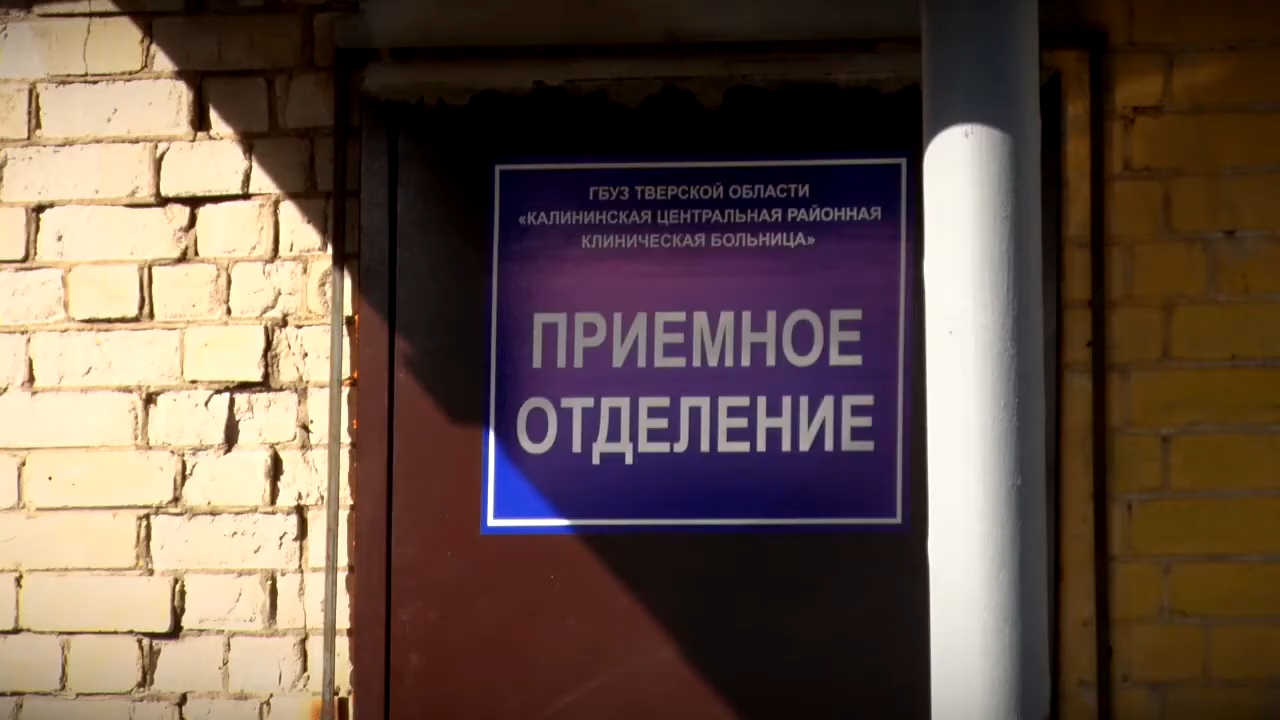 ГБУЗ ТВЕРСКОЙ ОБЛАСТИ
«КАЛИНИНСКАЯ ЦЕНТРАЛЬНАЯ РАЙОННАЯ
КЛИНИЧЕСКАЯ БОЛЬНИЦА»
ПРИЕМНОЕ
ОТДЕЛЕНИЕ